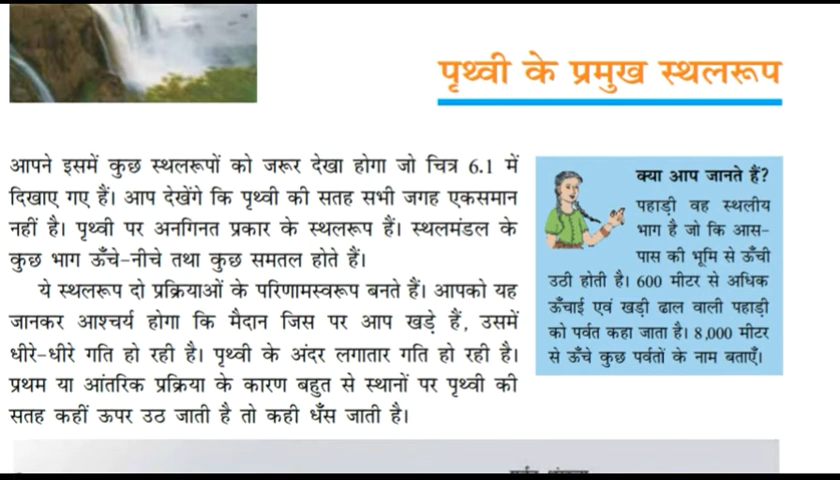 पृथ्वी के प्रमुख स्थलरूप
आपने इसमें कुछ स्थलरूपों को जरूर देखा होगा जो चित्र 6.1 में
दिखाए गए हैं। आप देखेंगे कि पृथ्वी की सतह सभी जगह एकसमान
नहीं है। पृथ्वी पर अनगिनत प्रकार के स्थलरूप हैं। स्थलमंडल के
कुछ भाग ऊँचे-नीचे तथा कुछ समतल होते हैं।
ये स्थलरूप दो प्रक्रियाओं के परिणामस्वरूप बनते हैं। आपको यह
जानकर आश्चर्य होगा कि मैदान जिस पर आप खड़े हैं, उसमें
धीरे-धीरे गति हो रही है। पृथ्वी के अंदर लगातार गति हो रही है।
प्रथम या आंतरिक प्रक्रिया के कारण बहुत से स्थानों पर पृथ्वी की
सतह कहीं ऊपर उठ जाती है तो कही धँस जाती है।
क्या आप जानते हैं?
पहाड़ी वह स्थलीय
भाग है जो कि आस-
पास की भूमि से ऊँची
उठी होती है। 600 मीटर से अधिक
ऊँचाई एवं खड़ी ढाल वाली पहाड़ी
को पर्वत कहा जाता है। 8,000 मीटर
से ऊँचे कुछ पर्वतों के नाम बताएँ।